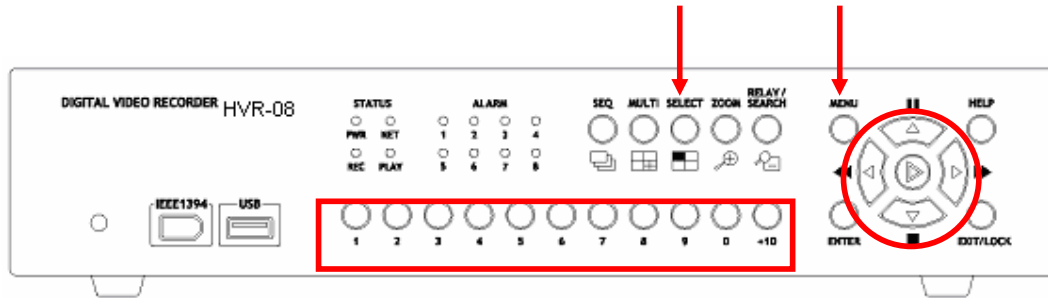 DIGITAL VIDEO RECORDER HVR-08
STATUS
ALARM
SEQ MULTI SELECT ZOOM RELAY / SEARCH
MENU
HELP
PWR NET
1 2 3 4
REC PLAY
5 6 7 8
IEEE1394 USB
1 2 3 4 5 6 7 8 9 0 +10
ENTER
EXIT/LOCK